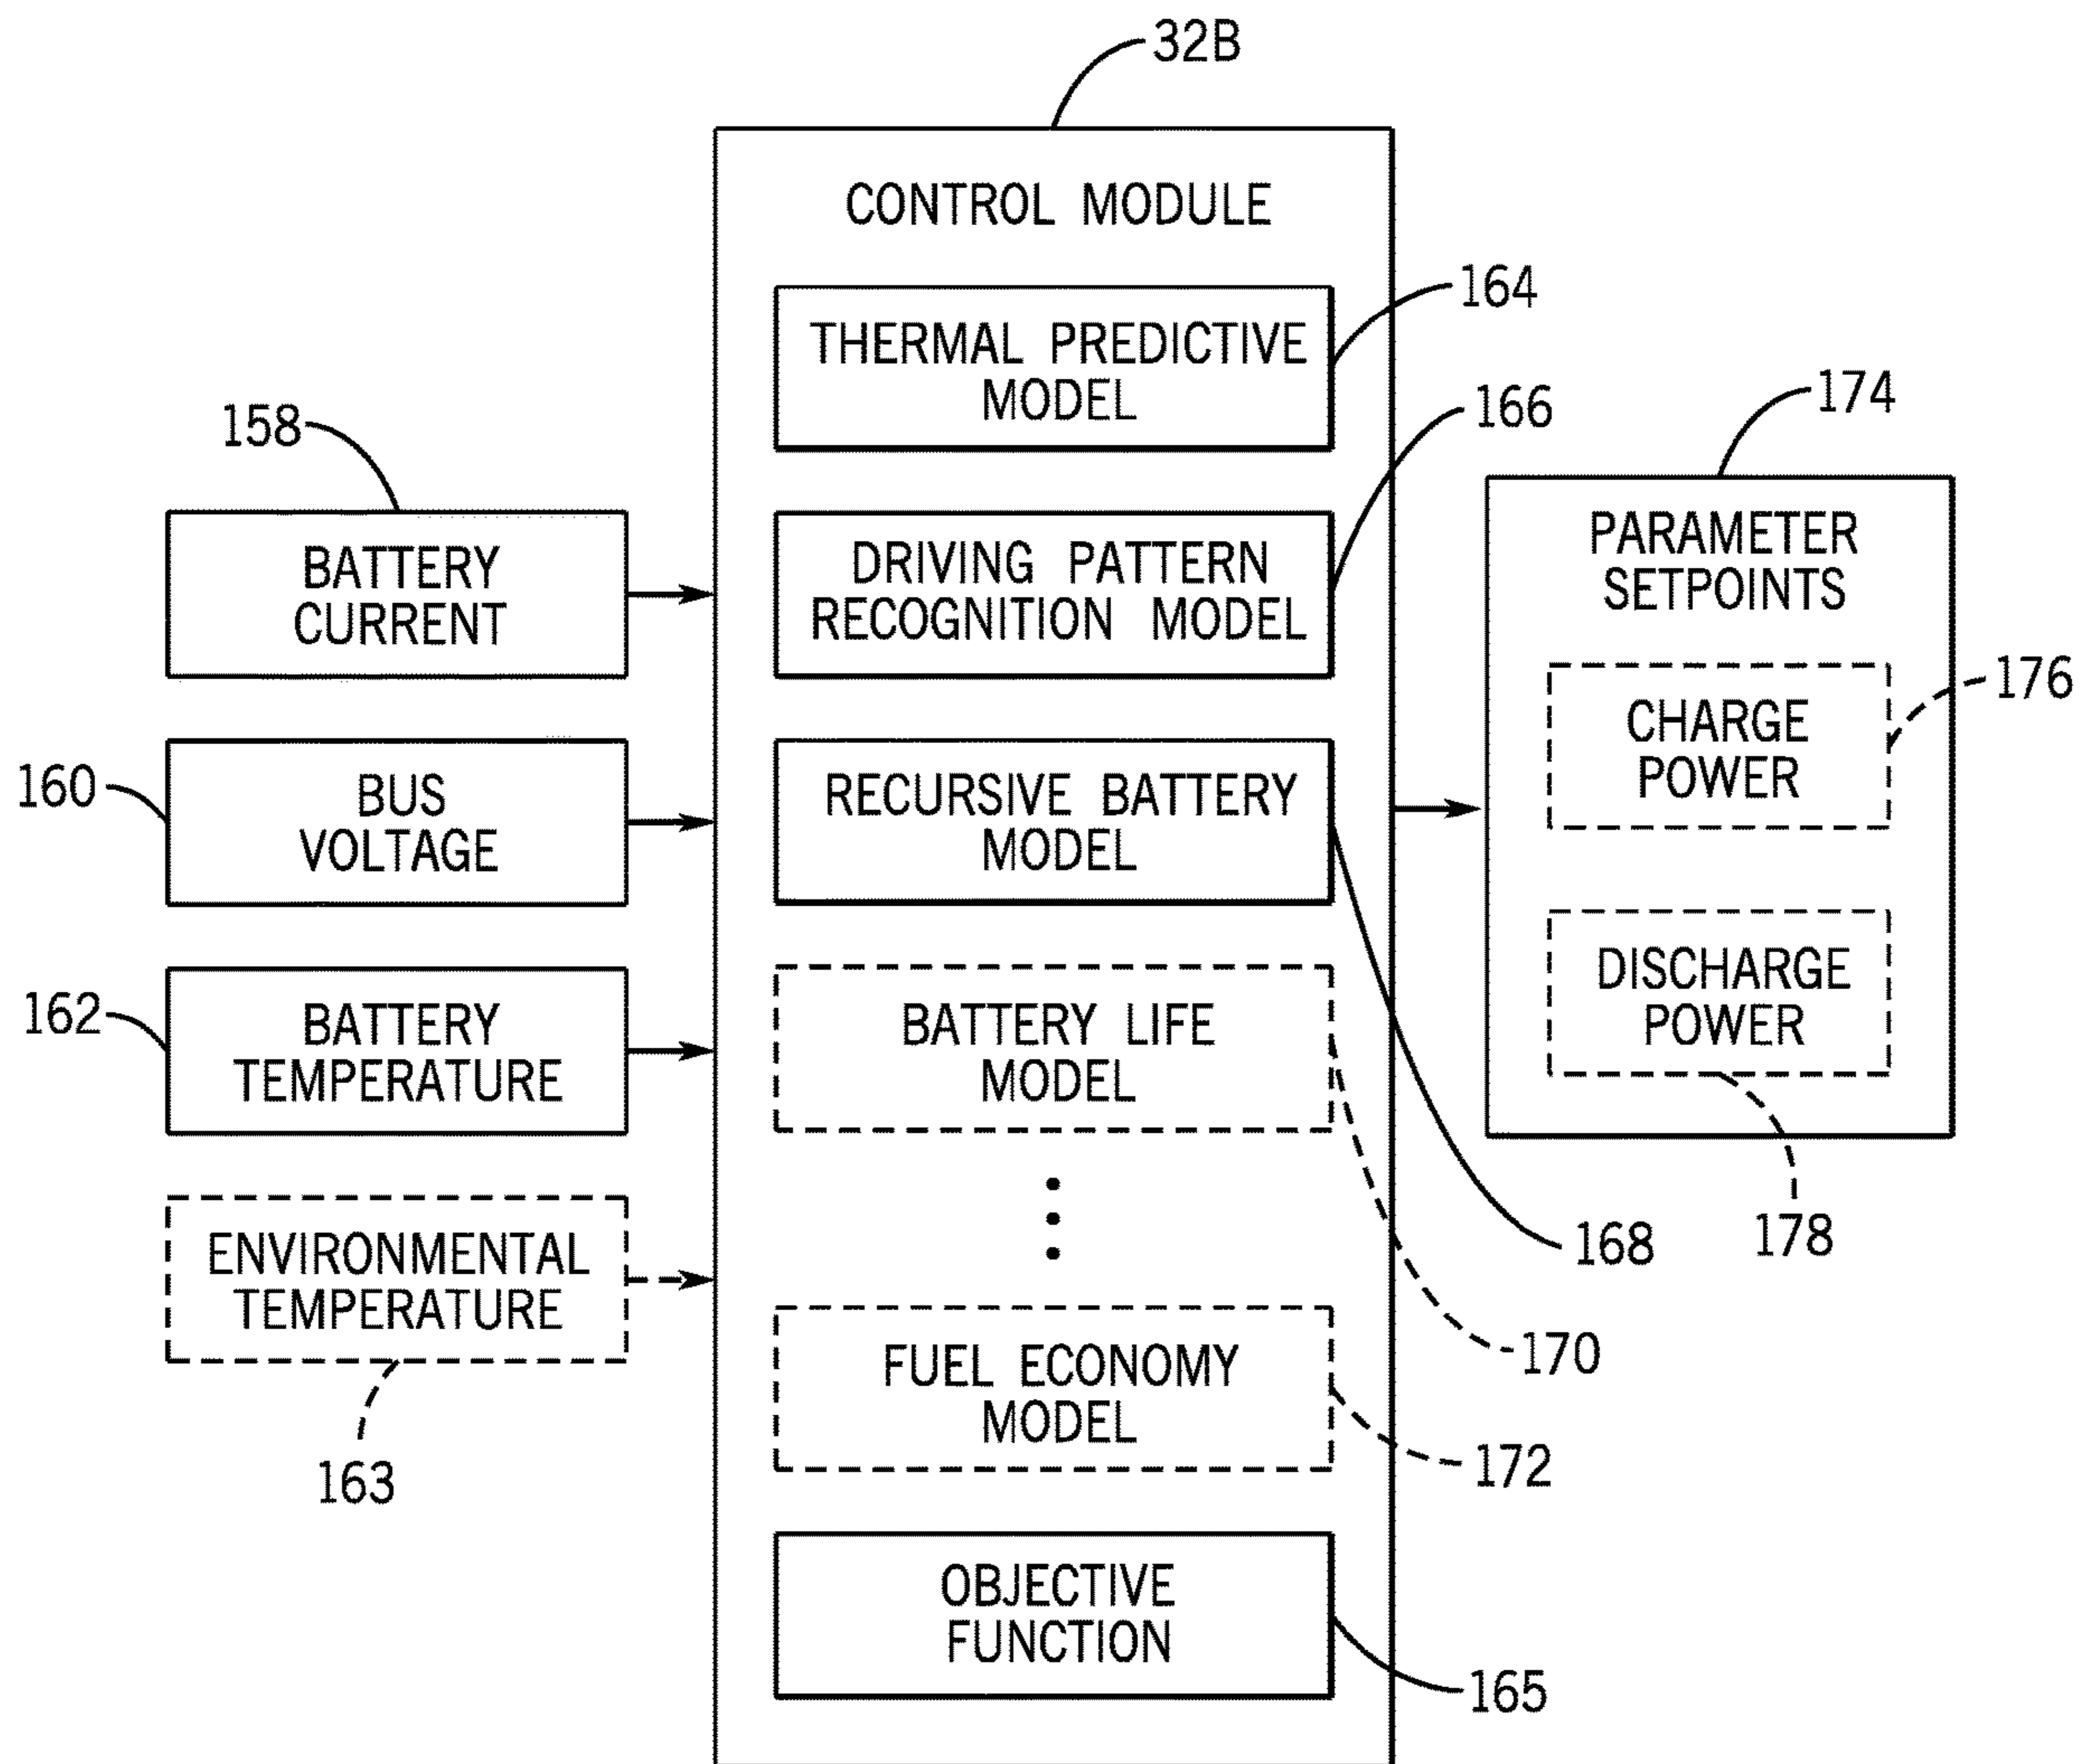 32B
CONTROL MODULE
164
THERMAL PREDICTIVE
MODEL
166
174
158
BATTERY
CURRENT
DRIVING PATTERN
RECOGNITION MODEL
PARAMETER
SETPOINTS
176
CHARGE
POWER
160
BUS
VOLTAGE
RECURSIVE BATTERY
MODEL
DISCHARGE
POWER
162
BATTERY
TEMPERATURE
BATTERY LIFE
MODEL
178
168
ENVIRONMENTAL
TEMPERATURE
163
170
FUEL ECONOMY
MODEL
172
OBJECTIVE
FUNCTION
165